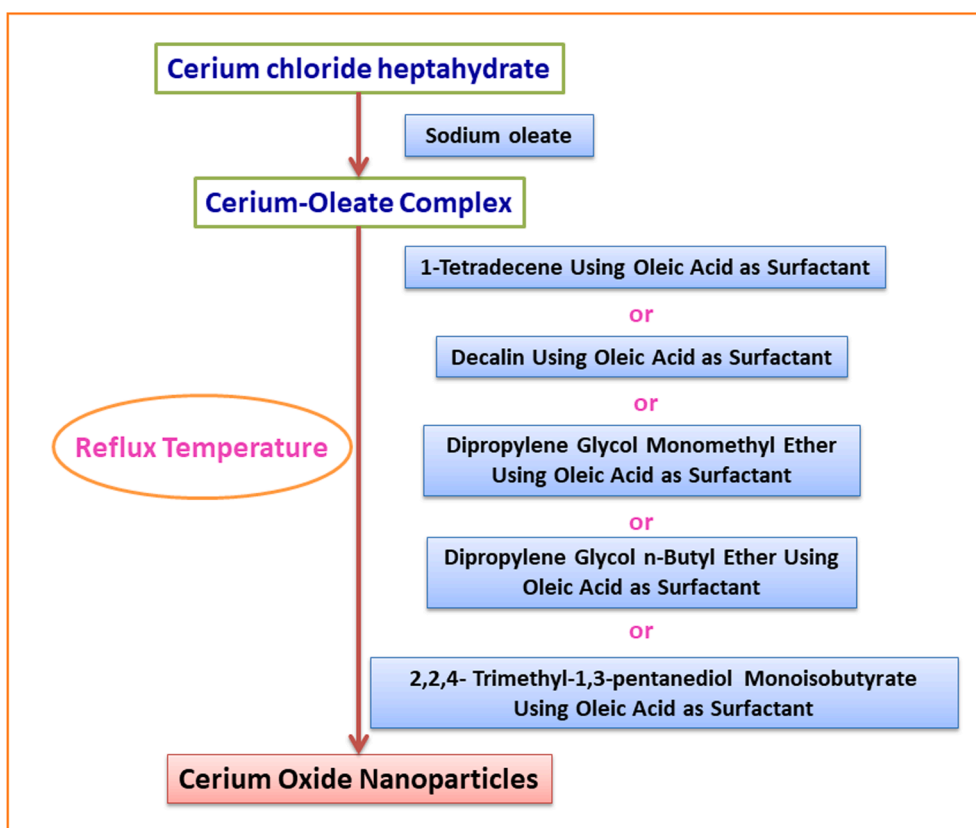 Cerium chloride heptahydrate
Sodium oleate
Cerium-Oleate Complex
1-Tetradecene Using Oleic Acid as Surfactant
or
Decalin Using Oleic Acid as Surfactant
or
Reflux Temperature
Dipropylene Glycol Monomethyl Ether
Using Oleic Acid as Surfactant
or
Dipropylene Glycol n-Butyl Ether Using
Oleic Acid as Surfactant
or
2,2,4- Trimethyl-1,3-pentanediol Monoisobutyrate
Using Oleic Acid as Surfactant
Cerium Oxide Nanoparticles